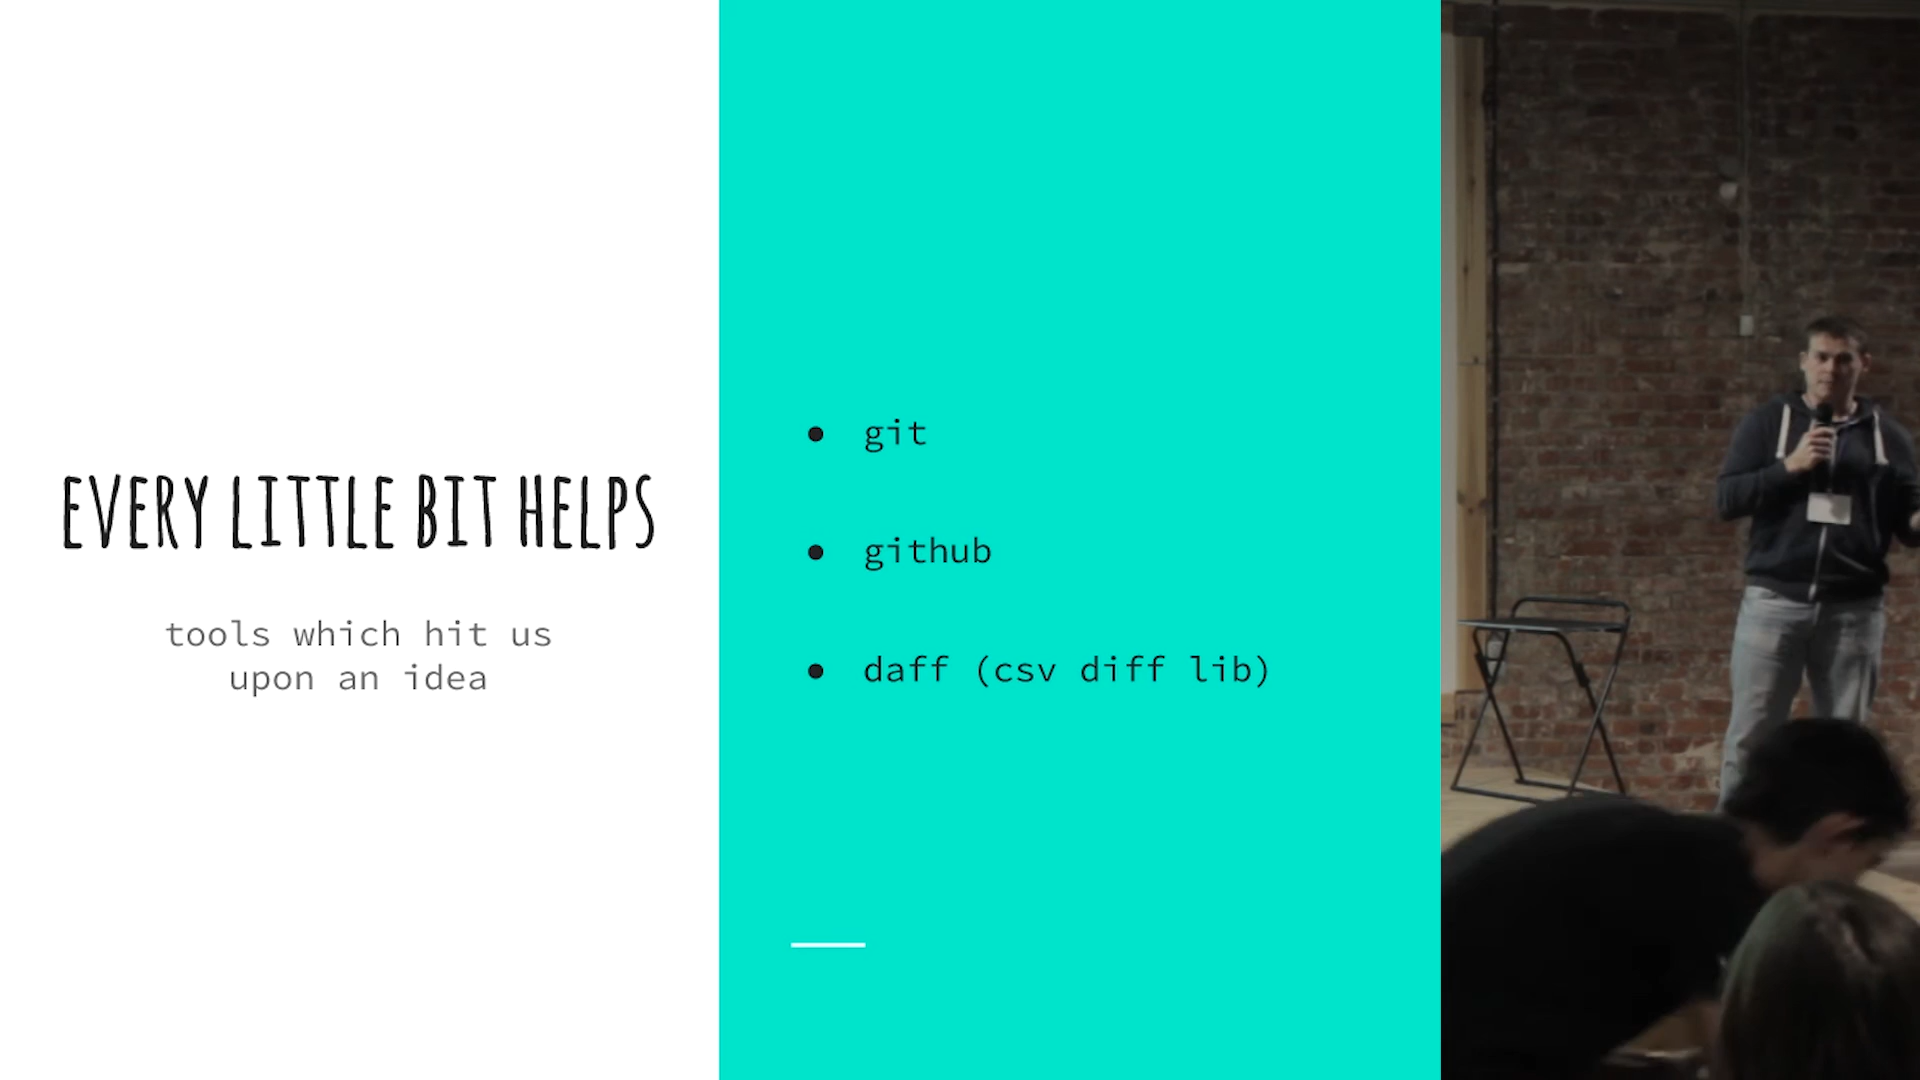 EVERY LITTLE BIT HELPS
tools which hit us
upon an idea
● git
● github
● daff (csv diff lib)